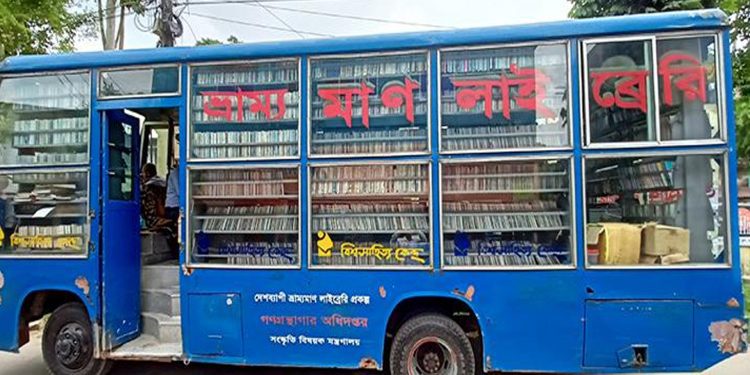 ভ্রাম্যমাণ লাইব্রেরি
বিশ্বসাহিত্য কেন্দ্র
দেশব্যাপী ভ্রাম্যমাণ লাইব্রেরি প্রকল্প
গণগ্রন্থাগার অধিদপ্তর
সংস্কৃতি বিষয়ক মন্ত্রণালয়